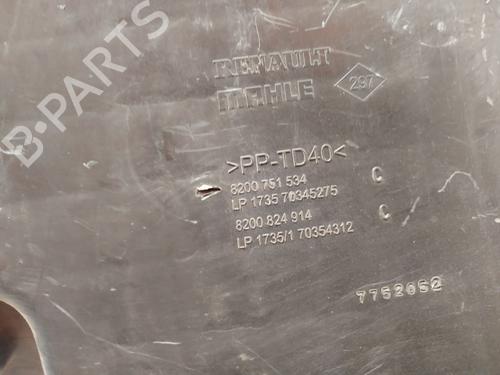 B-PARTS
RENAULT
MAHLE
297
>PP-TD40<
8200 751 534 C
LP 1735 70345275
8200 824 914 C
LP 1735/1 70354312
7752052
B-PARTS